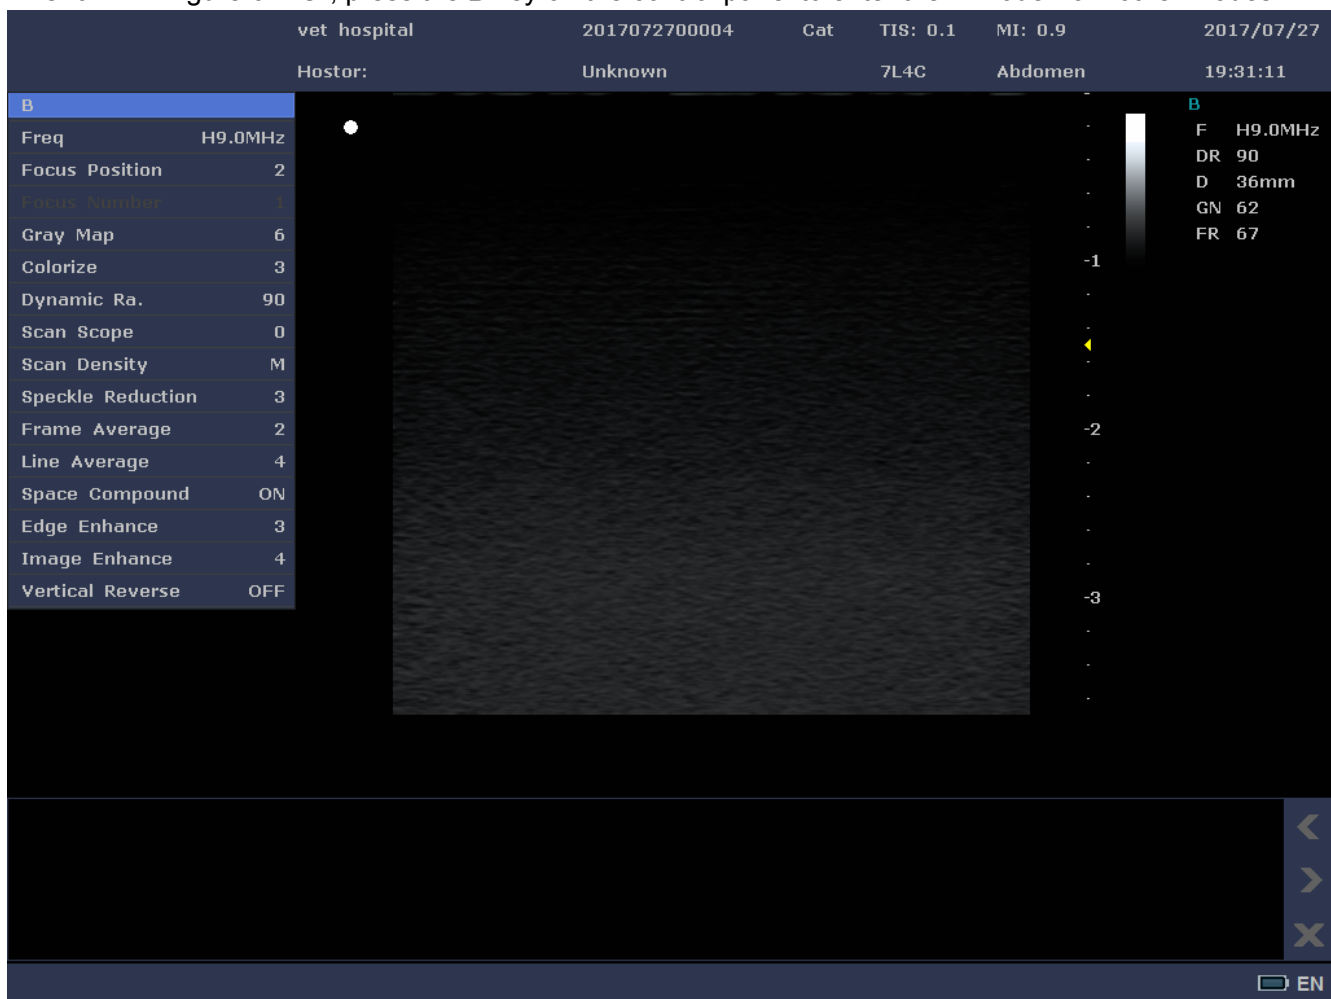 vet hospital 2017072700004 Cat TIS: 0.1 MI: 0.9 2017/07/27
Hostor: Unknown 7L4C Abdomen 19:31:11
B
Freq H9.0MHz
Focus Position 2
Focus Number 1
Gray Map 6
Colorize 3
Dynamic Ra. 90
Scan Scope 0
Scan Density M
Speckle Reduction 3
Frame Average 2
Line Average 4
Space Compound ON
Edge Enhance 3
Image Enhance 4
Vertical Reverse OFF
-1
-2
-3
B
F H9.0MHz
DR 90
D 36mm
GN 62
FR 67
EN